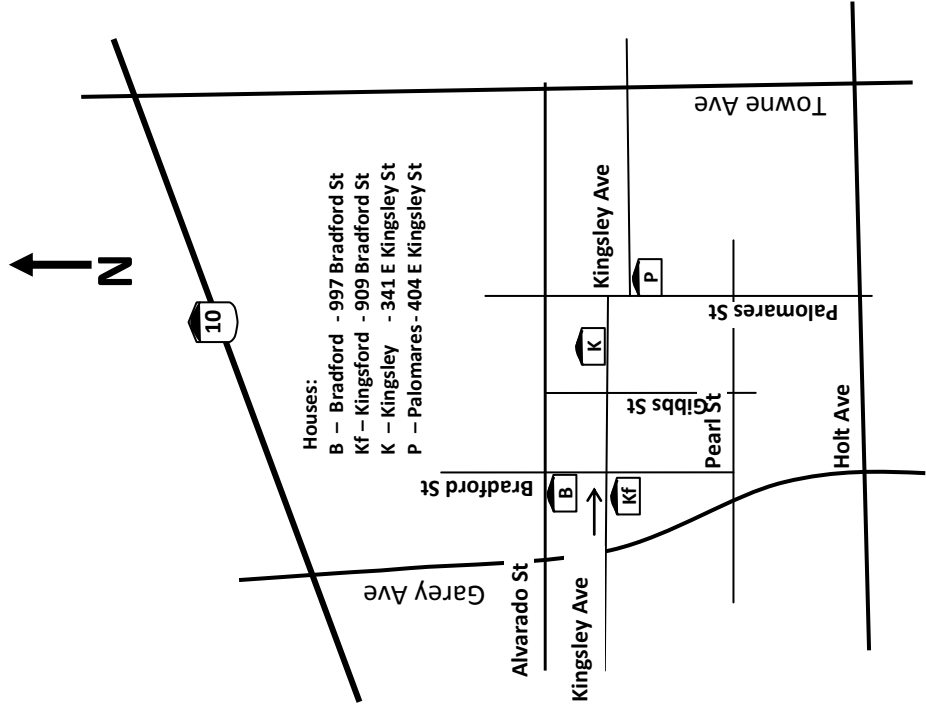 N
10
Houses:
B – Bradford - 997 Bradford St
Kf – Kingsford - 909 Bradford St
K – Kingsley - 341 E Kingsley St
P – Palomares - 404 E Kingsley St
Towne Ave
Kingsley Ave
P
Palomares St
K
Gibbs St
Pearl St
Holt Ave
Bradford St
B
Kf
Garey Ave
Alvarado St
Kingsley Ave